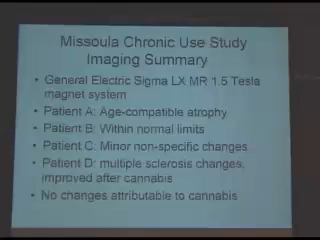 Missoula Chronic Use Study
Imaging Summary
• General Electric Sigma LX MR 1.5 Tesla
magnet system
• Patient A: Age-compatible atrophy
• Patient B: Within normal limits
• Patient C: Minor non-specific changes
• Patient D: multiple sclerosis changes,
improved after cannabis
• No changes attributable to cannabis